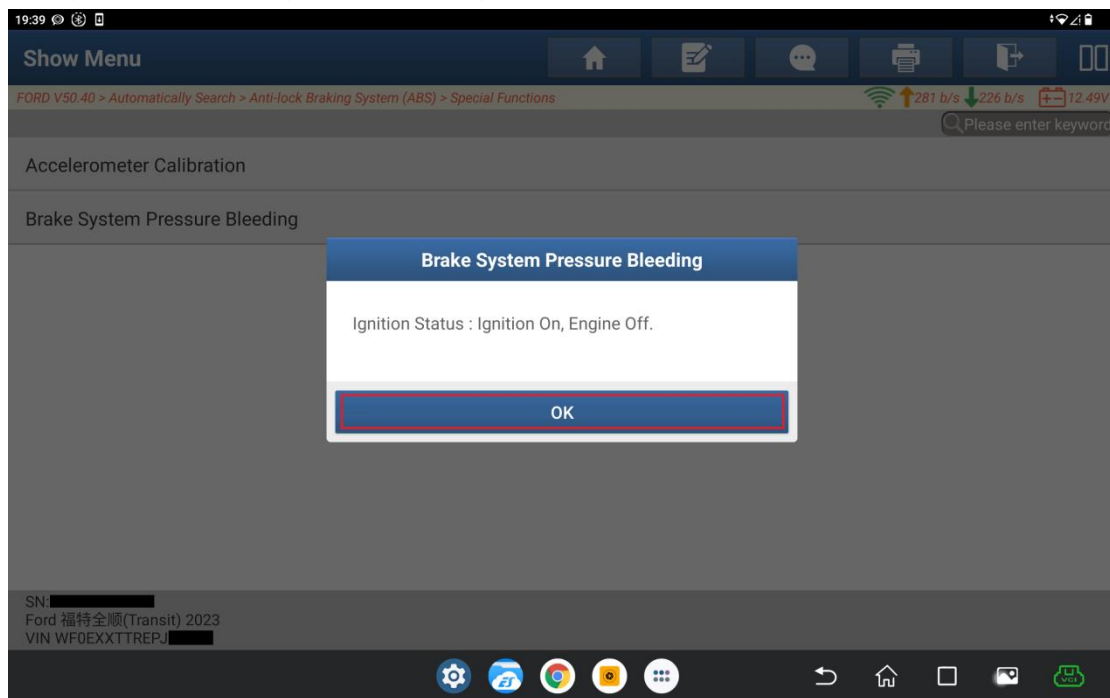 19:39
Show Menu
FORD V50.40 > Automatically Search > Anti-lock Braking System (ABS) > Special Functions
281 b/s 226 b/s 12.49V
Please enter keyword
Accelerometer Calibration
Brake System Pressure Bleeding
Brake System Pressure Bleeding
Ignition Status : Ignition On, Engine Off.
OK
SN:
Ford 福特全顺(Transit) 2023
VIN WF0EXXTTREPJ
ES
VCI